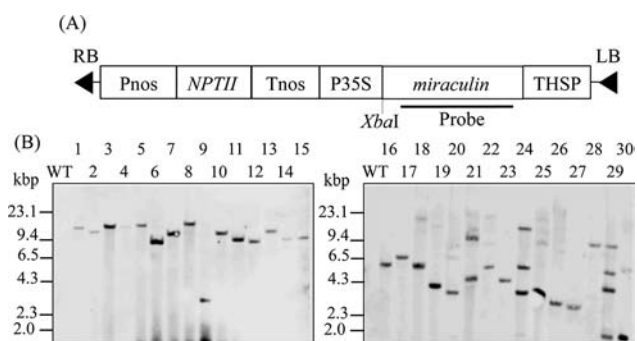 (A)
RB LB
Pnos NPTII Tnos P35S miraculin THSP
XbaI Probe
(B)
1 3 5 7 9 11 13 15
WT 2 4 6 8 10 12 14
kbp
23.1
9.4
6.5
4.3
2.3
2.0
16 18 20 22 24 26 28 30
WT 17 19 21 23 25 27 29
kbp
23.1
9.4
6.5
4.3
2.3
2.0